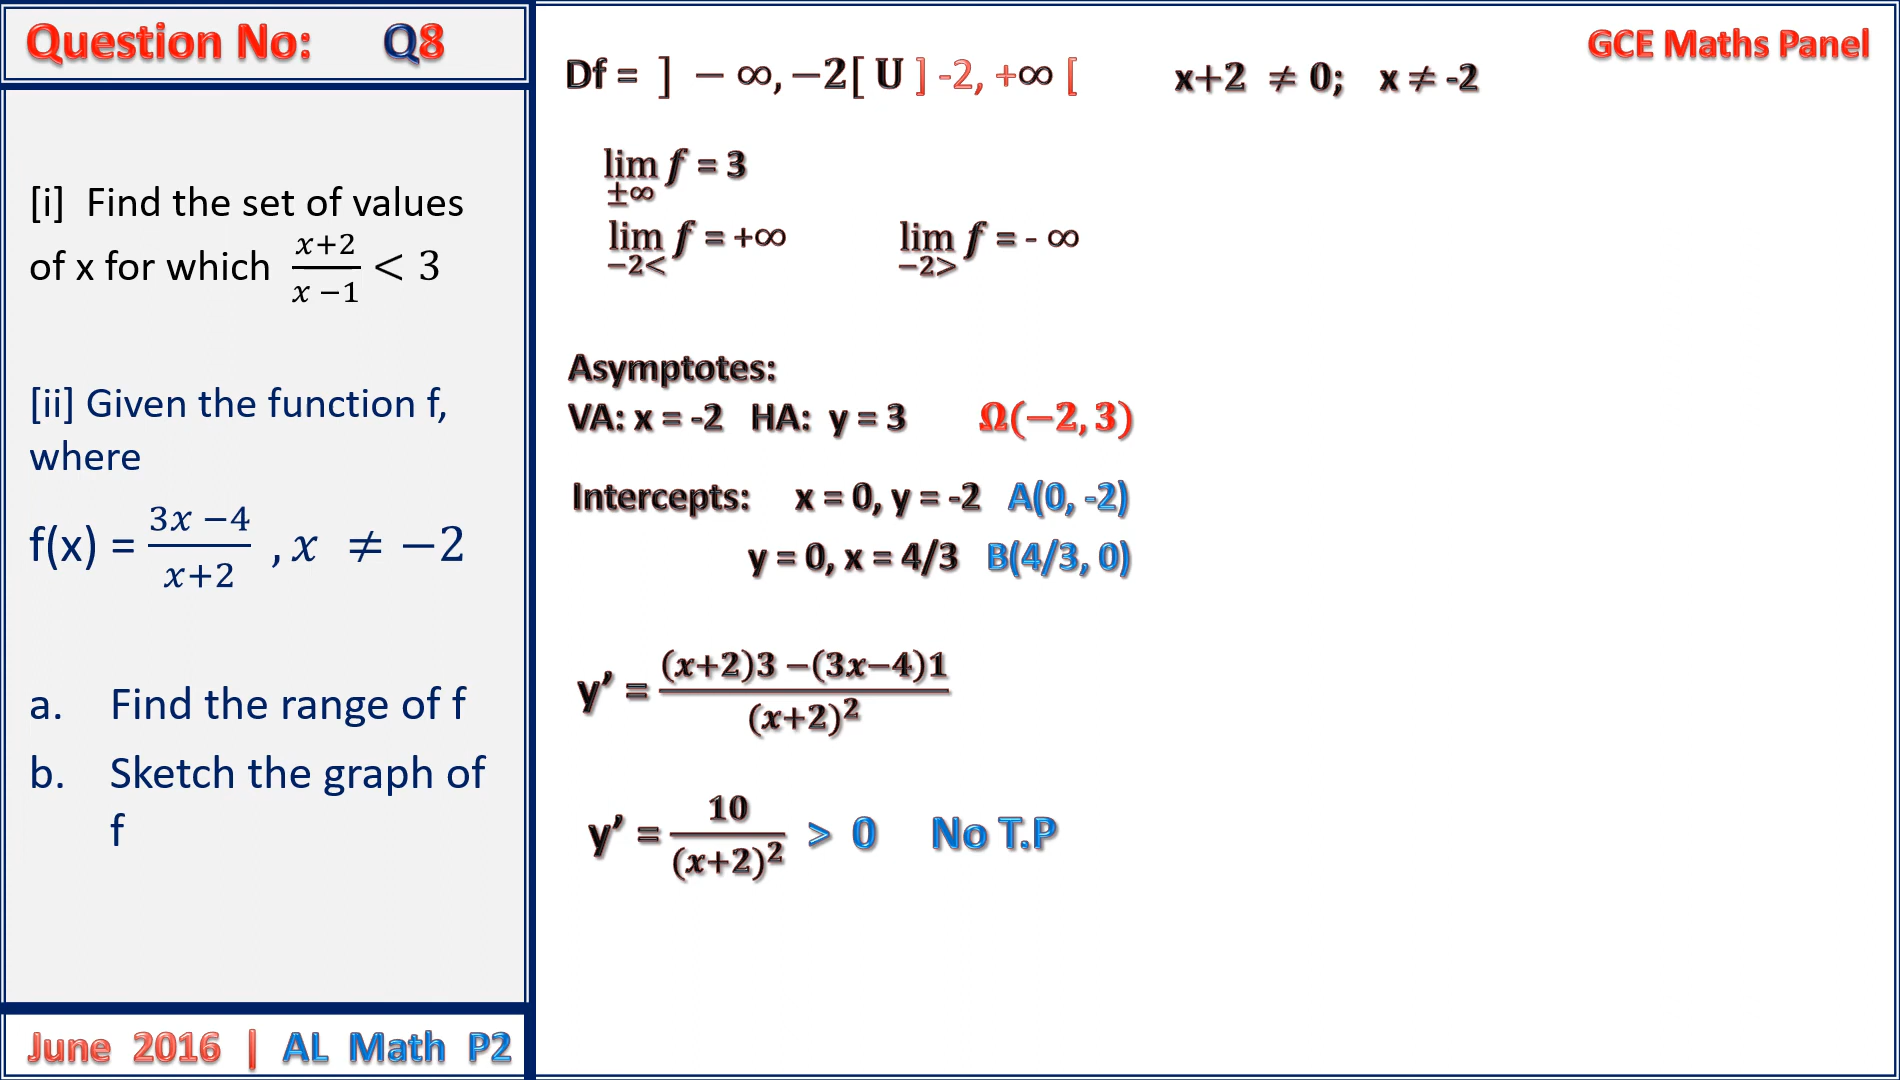 Question No: Q8
GCE Maths Panel
[i] Find the set of values
of x for which (x+2)/(x −1) < 3
[ii] Given the function f,
where
f(x) = (3x −4)/(x+2) , x ≠ −2
a. Find the range of f
b. Sketch the graph of
f
June 2016 | AL Math P2
Df = ] − ∞, −2[ U ] -2, +∞ [ x+2 ≠ 0; x ≠ -2
lim ±∞ f = 3
lim −2< f = +∞ lim −2> f = - ∞
Asymptotes:
VA: x = -2 HA: y = 3 Ω(−2, 3)
Intercepts: x = 0, y = -2 A(0, -2)
y = 0, x = 4/3 B(4/3, 0)
y’ = ((x+2)3 −(3x−4)1)/(x+2)²
y’ = 10/(x+2)² > 0 No T.P